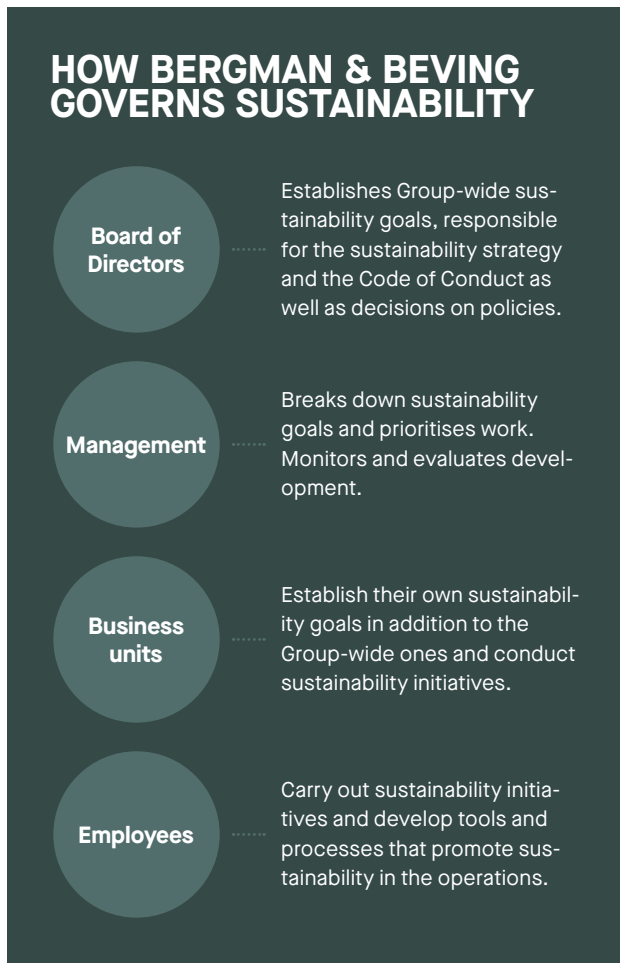 HOW BERGMAN & BEVING
GOVERNS SUSTAINABILITY
Board of
Directors
Establishes Group-wide sus-
tainability goals, responsible
for the sustainability strategy
and the Code of Conduct as
well as decisions on policies.
Management
Breaks down sustainability
goals and prioritises work.
Monitors and evaluates devel-
opment.
Business
units
Establish their own sustainabil-
ity goals in addition to the
Group-wide ones and conduct
sustainability initiatives.
Employees
Carry out sustainability initia-
tives and develop tools and
processes that promote sus-
tainability in the operations.